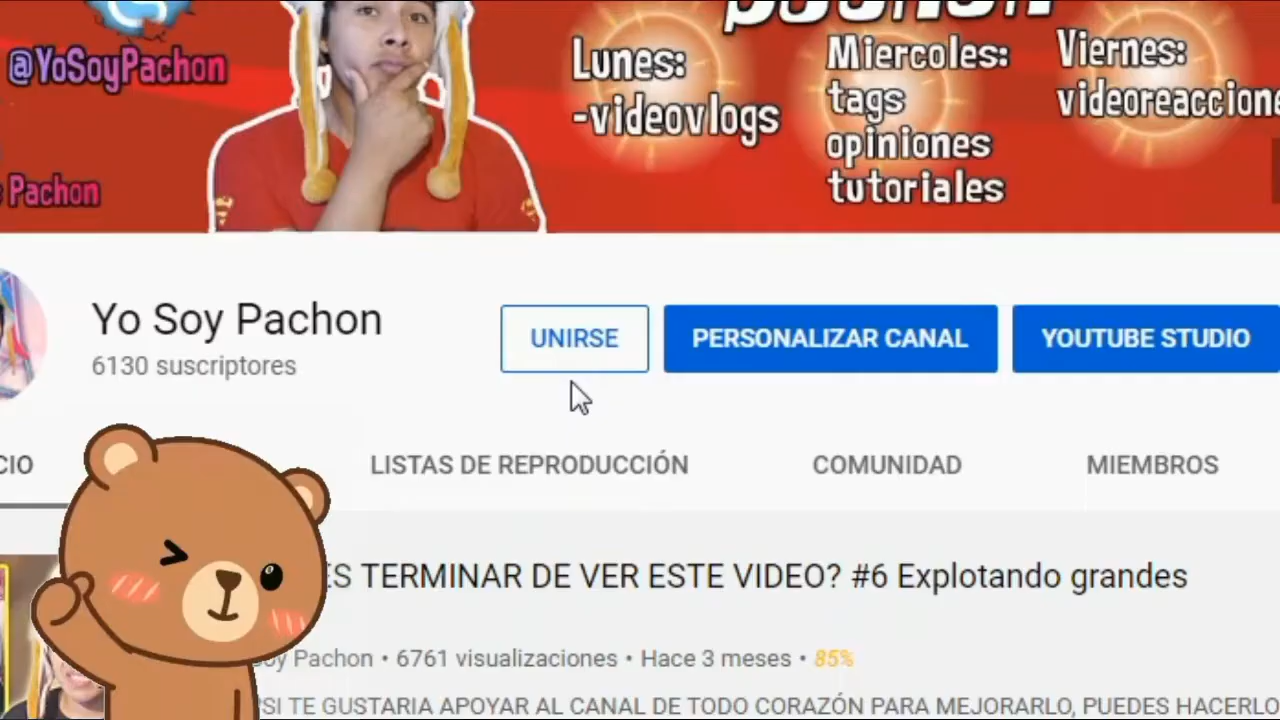 @YoSoyPachon
Pachon
Lunes:
-videovlogs
Miercoles:
tags
opiniones
tutoriales
Viernes:
Yo Soy Pachon
6130 suscriptores
UNIRSE
PERSONALIZAR CANAL
YOUTUBE STUDIO
LISTAS DE REPRODUCCIÓN
COMUNIDAD
MIEMBROS
TERMINAR DE VER ESTE VIDEO? #6 Explotando grandes
Pachon • 6761 visualizaciones • Hace 3 meses • 85%
SI TE GUSTARIA APOYAR AL CANAL DE TODO CORAZÓN PARA MEJORARLO, PUEDES HACERLO